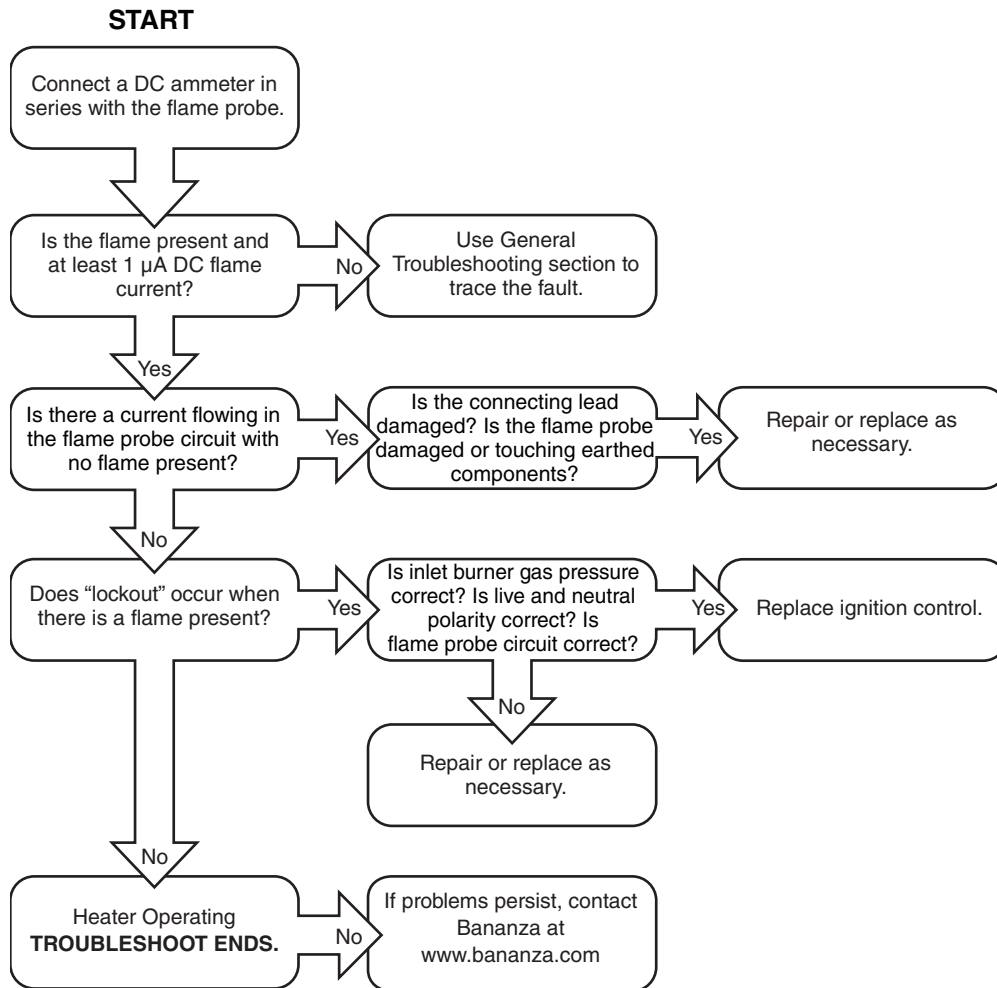 START
Connect a DC ammeter in
series with the flame probe.
Is the flame present and
at least 1 µA DC flame
current?
No
Use General
Troubleshooting section to
trace the fault.
Yes
Is there a current flowing in
the flame probe circuit with
no flame present?
Yes
Is the connecting lead
damaged? Is the flame probe
damaged or touching earthed
components?
Yes
Repair or replace as
necessary.
No
Does “lockout” occur when
there is a flame present?
Yes
Is inlet burner gas pressure
correct? Is live and neutral
polarity correct? Is
flame probe circuit correct?
Yes
Replace ignition control.
No
Repair or replace as
necessary.
No
Heater Operating
TROUBLESHOOT ENDS.
No
If problems persist, contact
Bananza at
www.bananza.com